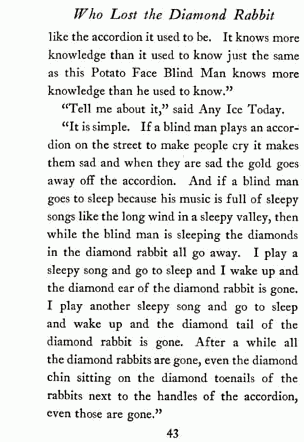 Who Lost the Diamond Rabbit
like the accordion it used to be. It knows more
knowledge than it used to know just the same
as this Potato Face Blind Man knows more
knowledge than he used to know.”
“Tell me about it,” said Any Ice Today.
“It is simple. If a blind man plays an accor-
dion on the street to make people cry it makes
them sad and when they are sad the gold goes
away off the accordion. And if a blind man
goes to sleep because his music is full of sleepy
songs like the long wind in a sleepy valley, then
while the blind man is sleeping the diamonds
in the diamond rabbit all go away. I play a
sleepy song and go to sleep and I wake up and
the diamond ear of the diamond rabbit is gone.
I play another sleepy song and go to sleep
and wake up and the diamond tail of the
diamond rabbit is gone. After a while all
the diamond rabbits are gone, even the diamond
chin sitting on the diamond toenails of the
rabbits next to the handles of the accordion,
even those are gone.”
43